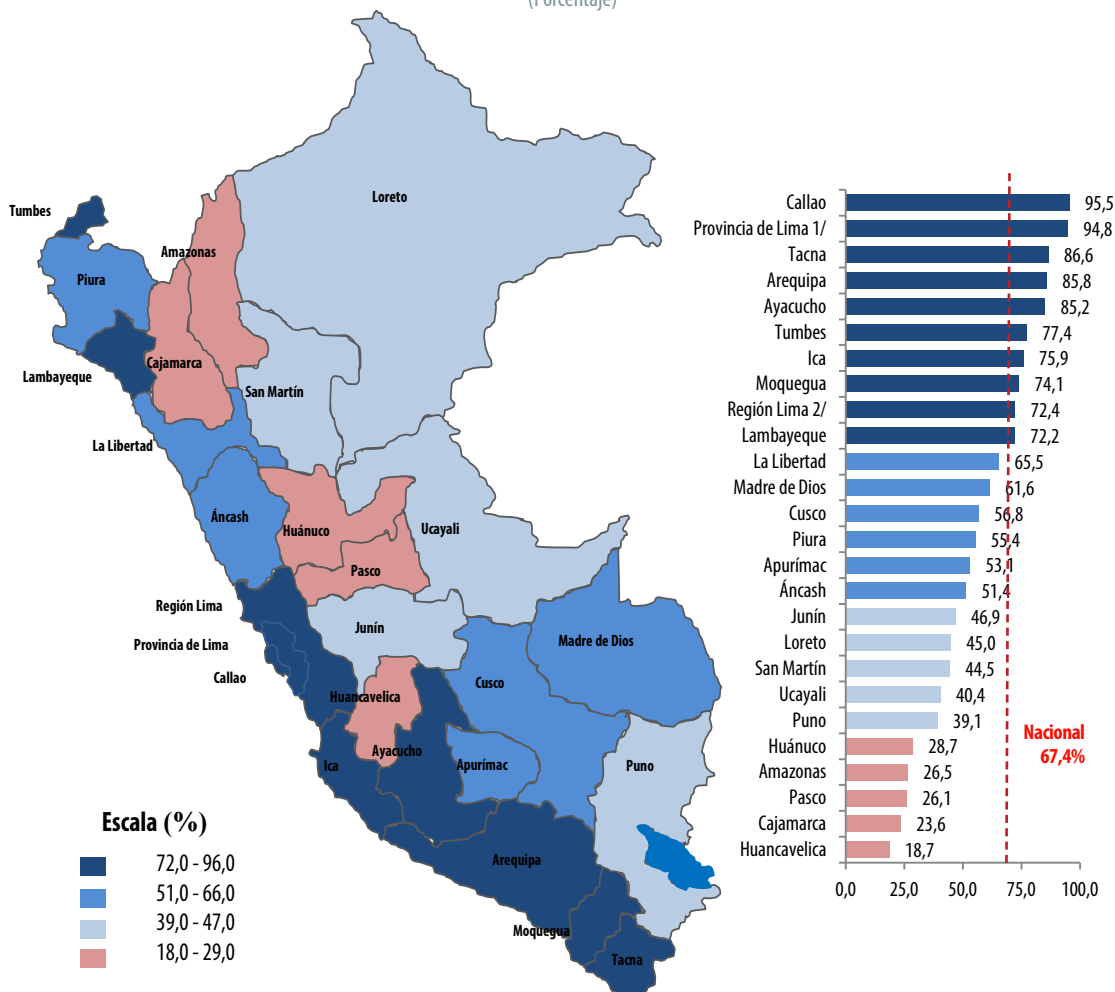 (Porcentaje)
Loreto
Tumbes
Amazonas
Piura
Cajamarca
Lambayeque
San Martín
La Libertad
Áncash
Huánuco
Ucayali
Pasco
Región Lima
Junín
Provincia de Lima
Madre de Dios
Callao
Cusco
Huancavelica
Ayacucho
Ica
Apurímac
Puno
Arequipa
Moquegua
Tacna
Escala (%)
72,0 - 96,0
51,0 - 66,0
39,0 - 47,0
18,0 - 29,0
Callao 95,5
Provincia de Lima 1/ 94,8
Tacna 86,6
Arequipa 85,8
Ayacucho 85,2
Tumbes 77,4
Ica 75,9
Moquegua 74,1
Región Lima 2/ 72,4
Lambayeque 72,2
La Libertad 65,5
Madre de Dios 61,6
Cusco 56,8
Piura 55,4
Apurímac 53,1
Áncash 51,4
Junín 46,9
Loreto 45,0
San Martín 44,5
Ucayali 40,4
Puno 39,1
Huánuco 28,7
Amazonas 26,5
Pasco 26,1
Cajamarca 23,6
Huancavelica 18,7
Nacional
67,4%
0,0 25,0 50,0 75,0 100,0